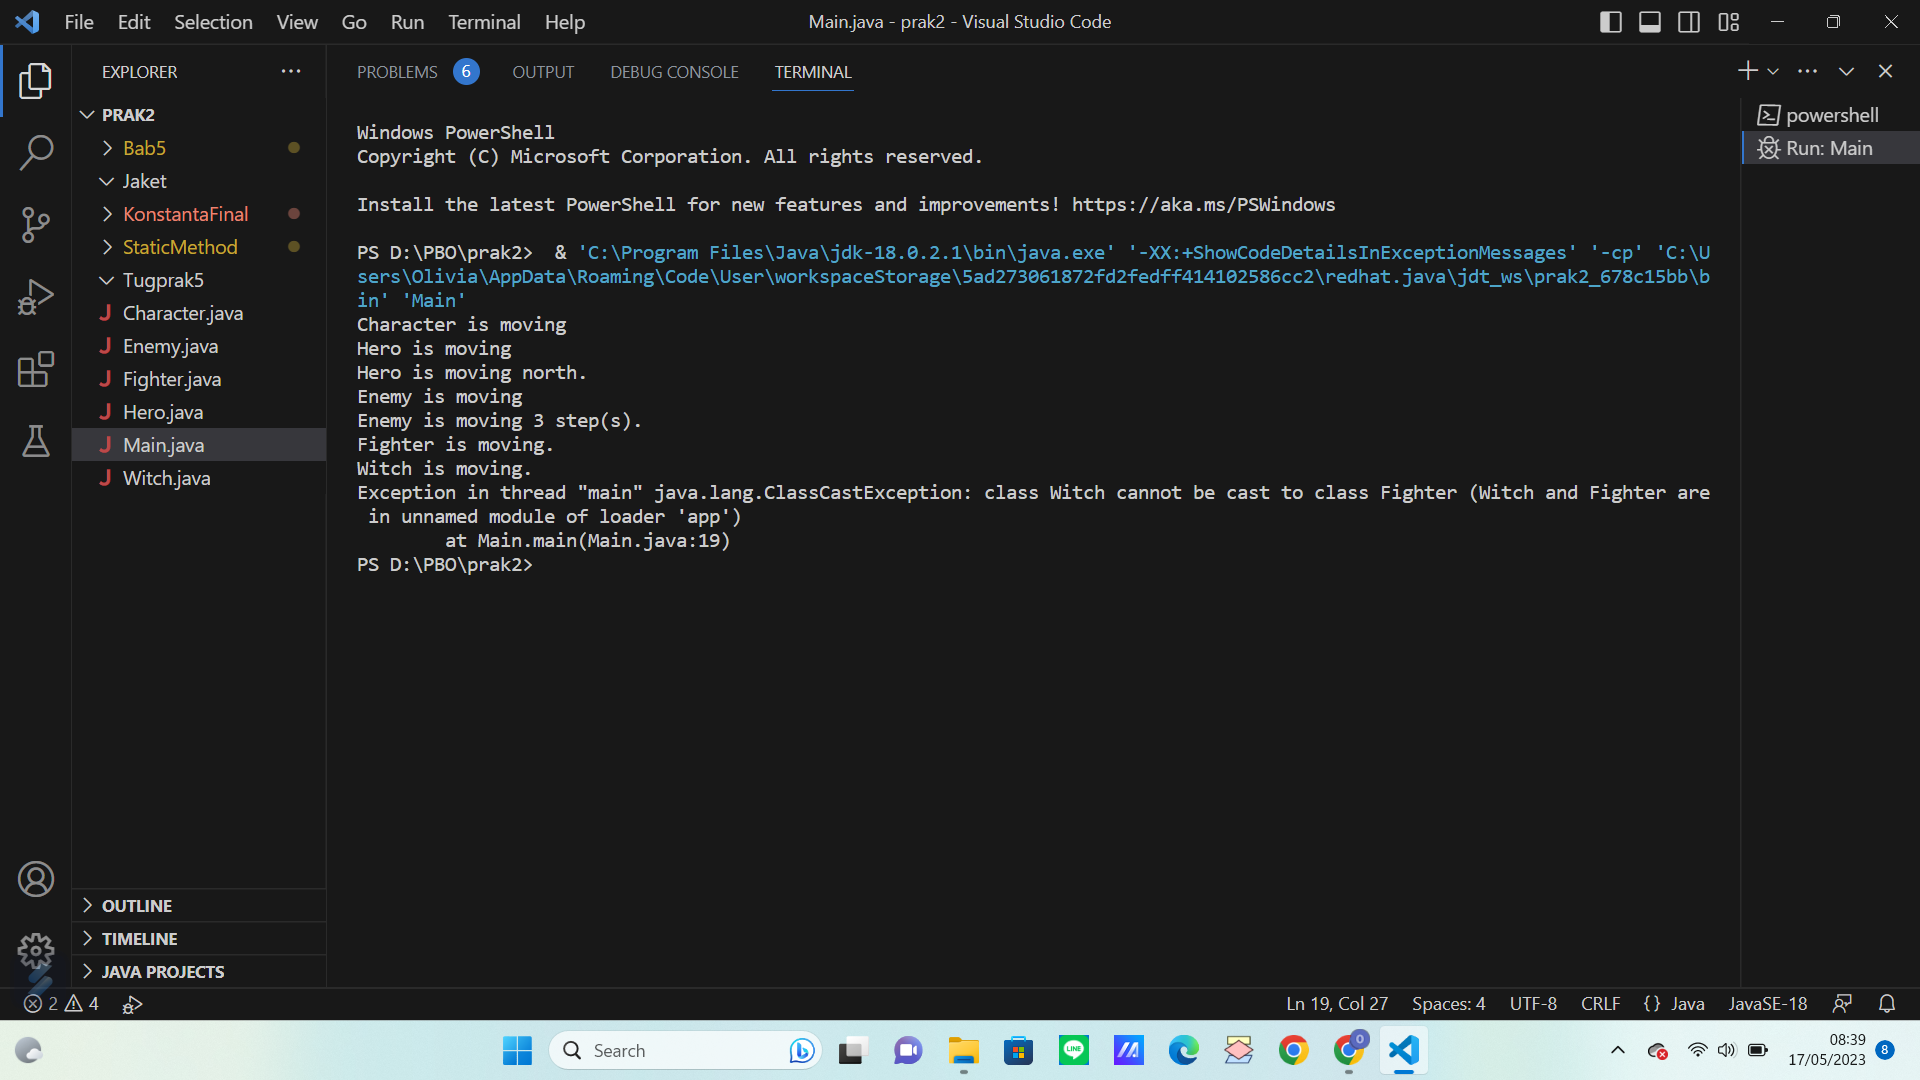 File Edit Selection View Go Run Terminal Help
Main.java - prak2 - Visual Studio Code
EXPLORER
PRAK2
Bab5
Jaket
KonstantaFinal
StaticMethod
Tugprak5
J Character.java
J Enemy.java
J Fighter.java
J Hero.java
J Main.java
J Witch.java
OUTLINE
TIMELINE
JAVA PROJECTS
PROBLEMS 6 OUTPUT DEBUG CONSOLE TERMINAL
Windows PowerShell
Copyright (C) Microsoft Corporation. All rights reserved.
Install the latest PowerShell for new features and improvements! https://aka.ms/PSWindows
PS D:\PBO\prak2>  & 'C:\Program Files\Java\jdk-18.0.2.1\bin\java.exe' '-XX:+ShowCodeDetailsInExceptionMessages' '-cp' 'C:\U
sers\Olivia\AppData\Roaming\Code\User\workspaceStorage\5ad273061872fd2fedff414102586cc2\redhat.java\jdt_ws\prak2_678c15bb\b
in' 'Main'
Character is moving
Hero is moving
Hero is moving north.
Enemy is moving
Enemy is moving 3 step(s).
Fighter is moving.
Witch is moving.
Exception in thread "main" java.lang.ClassCastException: class Witch cannot be cast to class Fighter (Witch and Fighter are
in unnamed module of loader 'app')
at Main.main(Main.java:19)
PS D:\PBO\prak2>
powershell
Run: Main
2 4
Ln 19, Col 27 Spaces: 4 UTF-8 CRLF {} Java JavaSE-18
Search
LINE
0
08:39
17/05/2023
8